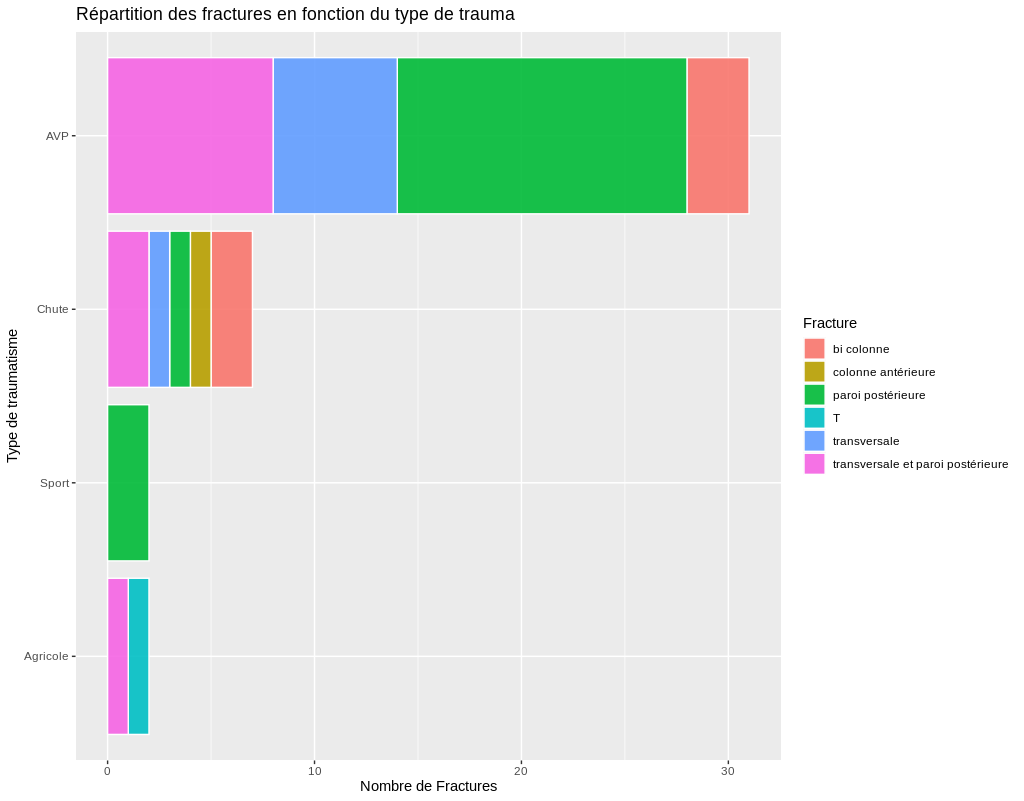 Répartition des fractures en fonction du type de trauma
Type de traumatisme
AVP
Chute
Sport
Agricole
0
10
20
30
Nombre de Fractures
Fracture
bi colonne
colonne antérieure
paroi postérieure
T
transversale
transversale et paroi postérieure